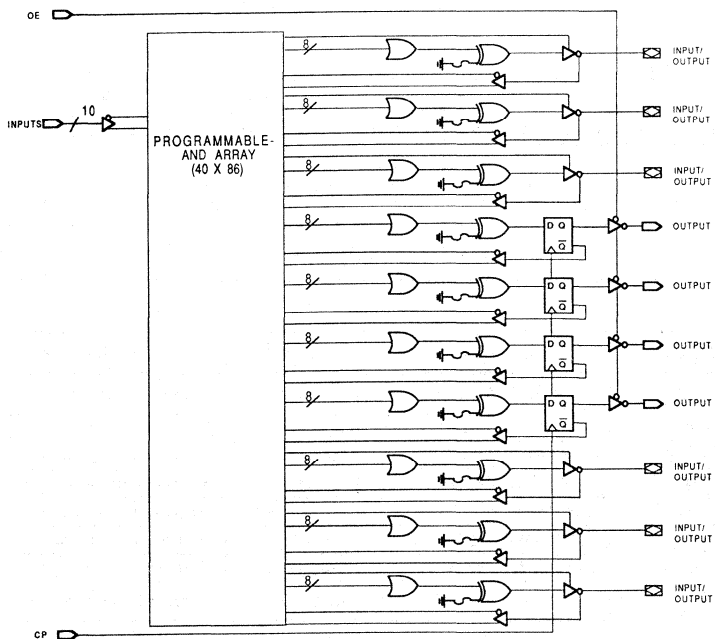 OE
8
INPUT/
OUTPUT
10
INPUTS
8
INPUT/
OUTPUT
PROGRAMMABLE-
AND ARRAY
(40 X 86)
8
INPUT/
OUTPUT
8
D Q
Q
OUTPUT
8
D Q
Q
OUTPUT
8
D Q
Q
OUTPUT
8
D Q
Q
OUTPUT
8
INPUT/
OUTPUT
8
INPUT/
OUTPUT
8
INPUT/
OUTPUT
CP